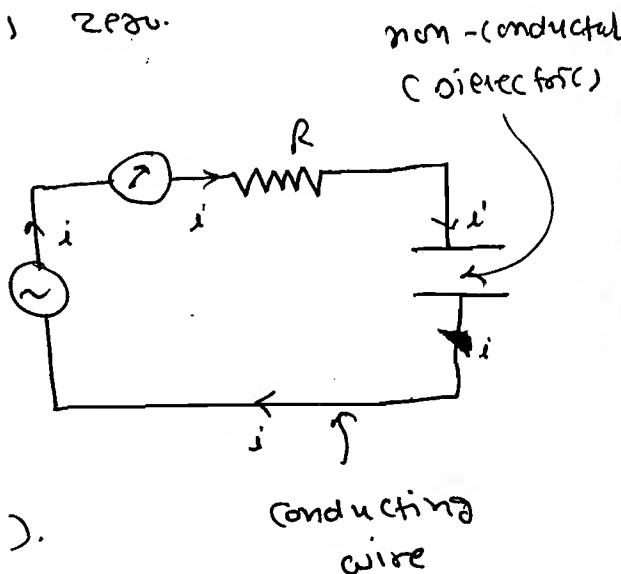 ) zero.
non-conductal
(Dielectric)
R
i
i
i
i
i
conducting
wire
).